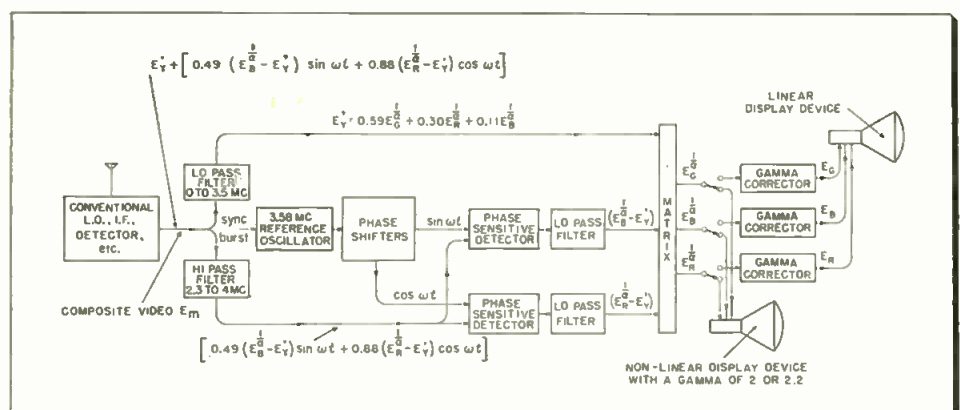 E'Y + [ 0.49 (E_B^{1/Q} − E'Y) sin ωt + 0.88 (E_R^{1/Q} − E'Y) cos ωt ]
E'Y = 0.59E_G^{1/Q} + 0.30E_R^{1/Q} + 0.11E_B^{1/Q}
LINEAR
DISPLAY DEVICE
LO PASS
FILTER
0 TO 3.5 MC
CONVENTIONAL
L.O., I.F.,
DETECTOR,
etc.
sync
burst
3.58 MC
REFERENCE
OSCILLATOR
PHASE
SHIFTERS
sin ωt
PHASE
SENSITIVE
DETECTOR
LO PASS
FILTER
(E_B^{1/Q} − E'Y)
MATRIX
E_G^{1/Q}
GAMMA
CORRECTOR
E_G
E_B^{1/Q}
GAMMA
CORRECTOR
E_B
E_R^{1/Q}
GAMMA
CORRECTOR
E_R
HI PASS
FILTER
2.3 TO 4 MC
COMPOSITE VIDEO Em
cos ωt
PHASE
SENSITIVE
DETECTOR
LO PASS
FILTER
(E_R^{1/Q} − E'Y)
[ 0.49 (E_B^{1/Q} − E'Y) sin ωt + 0.88 (E_R^{1/Q} − E'Y) cos ωt ]
NON-LINEAR DISPLAY DEVICE
WITH A GAMMA OF 2 OR 2.2